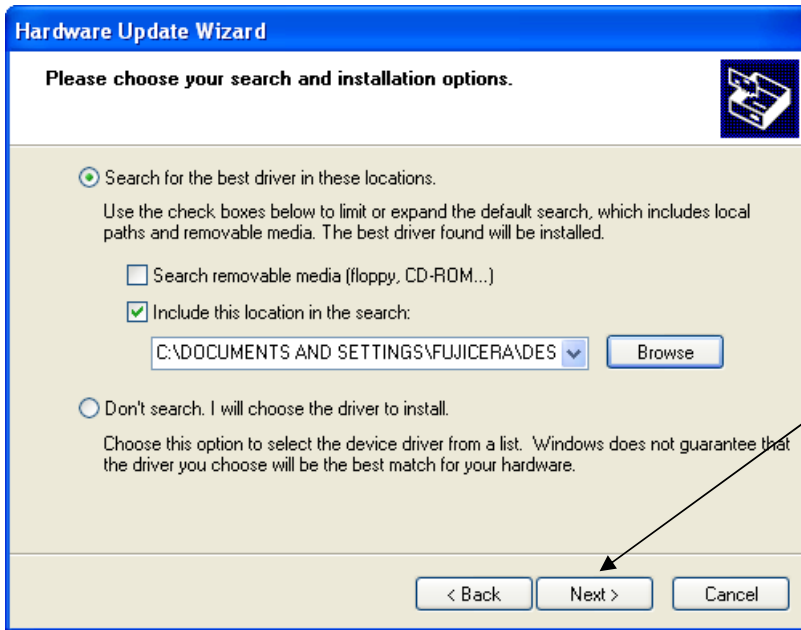 Hardware Update Wizard
Please choose your search and installation options.
Search for the best driver in these locations.
Use the check boxes below to limit or expand the default search, which includes local
paths and removable media. The best driver found will be installed.
Search removable media (floppy, CD-ROM...)
Include this location in the search:
C:\DOCUMENTS AND SETTINGS\FUJICERA\DES
Browse
Don't search. I will choose the driver to install.
Choose this option to select the device driver from a list. Windows does not guarantee that
the driver you choose will be the best match for your hardware.
< Back
Next >
Cancel